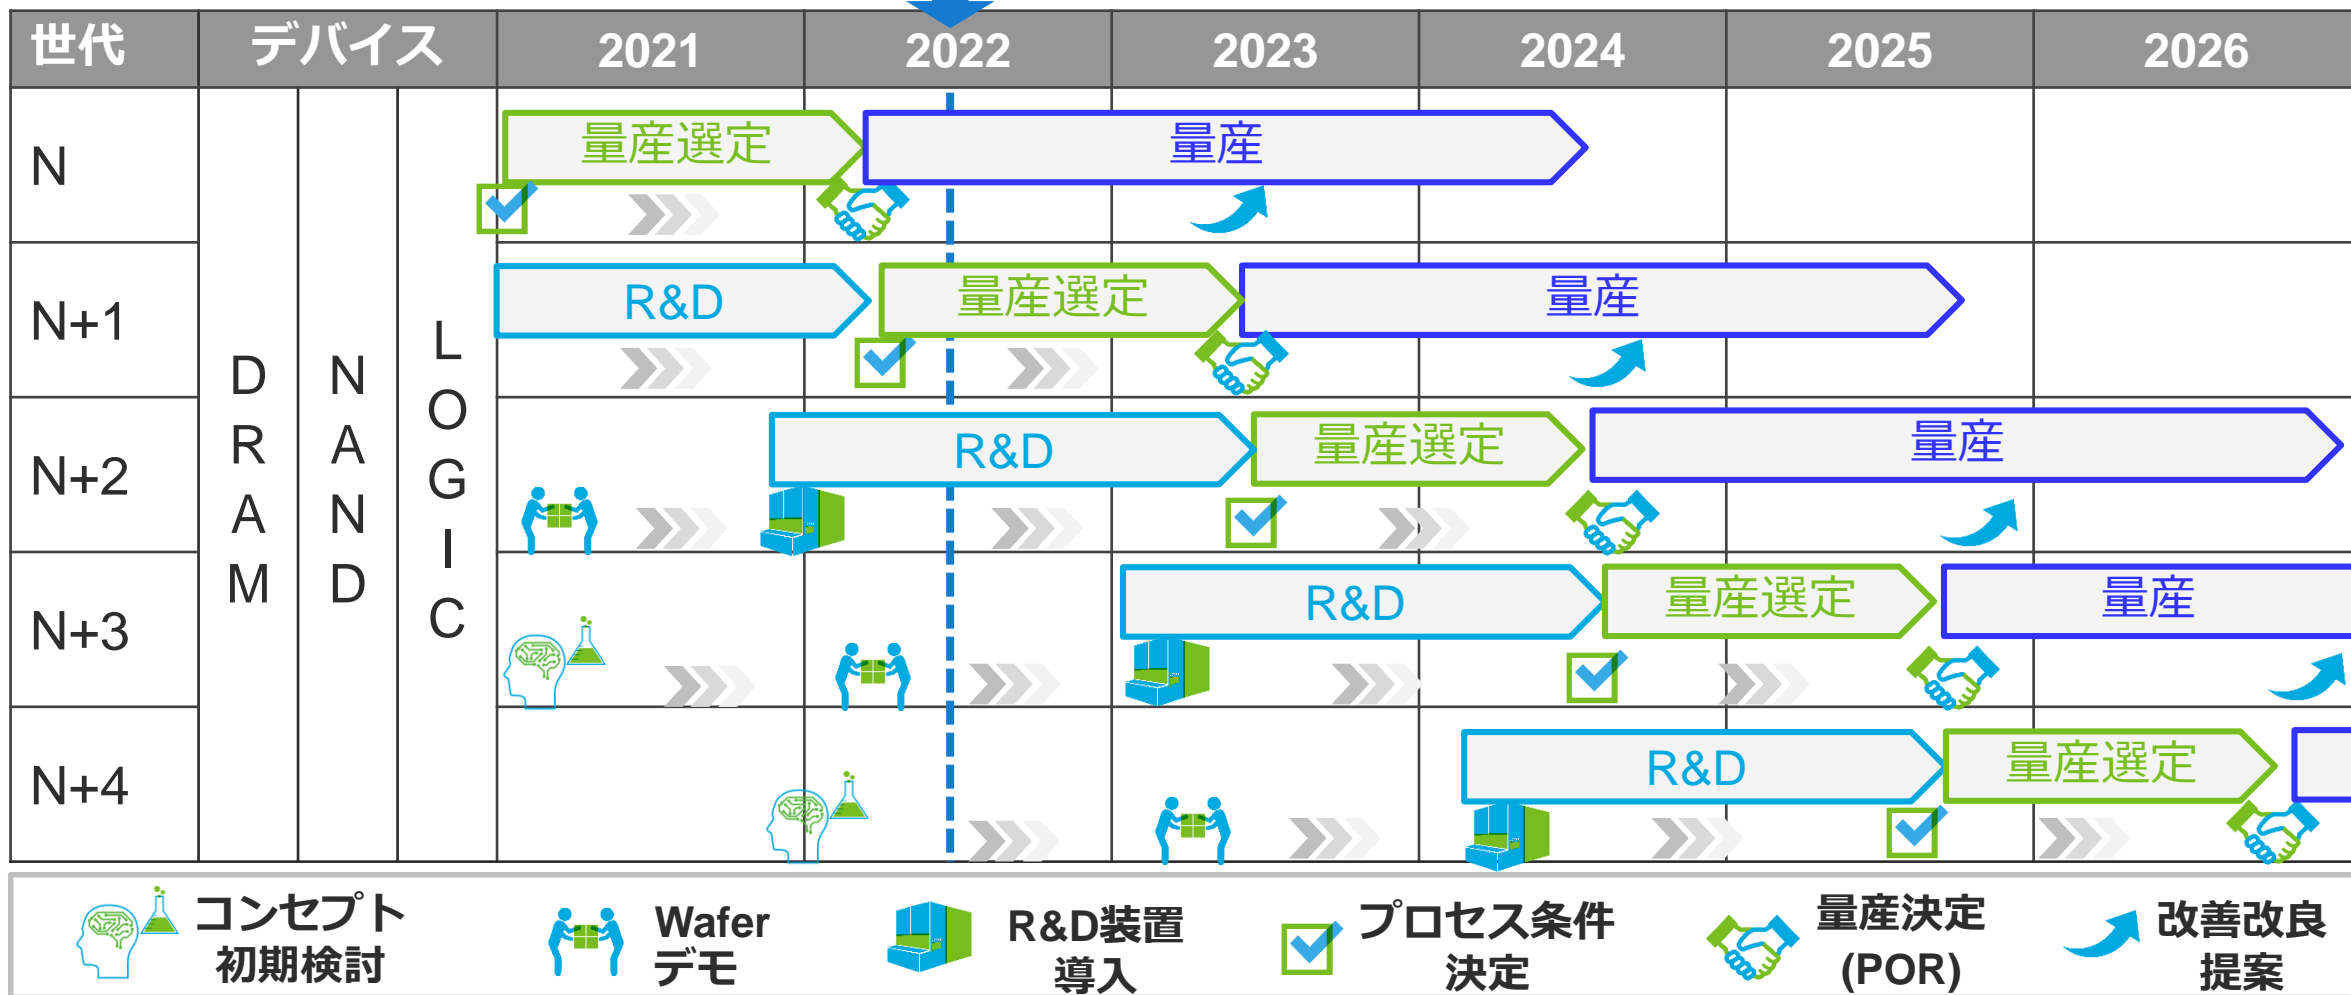 世代 デバイス 2021 2022 2023 2024 2025 2026
DRAM
NAND
LOGIC
N 量産選定 量産
N+1 R&D 量産選定 量産
N+2 R&D 量産選定 量産
N+3 R&D 量産選定 量産
N+4 R&D 量産選定
コンセプト
初期検討
Wafer
デモ
R&D装置
導入
プロセス条件
決定
量産決定
(POR)
改善改良
提案